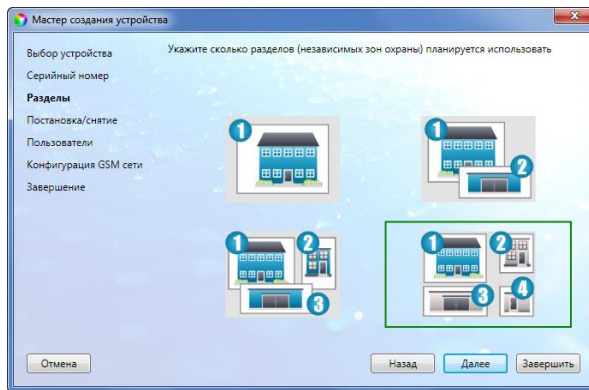 Мастер создания устройства
Выбор устройства
Серийный номер
Разделы
Постановка/снятие
Пользователи
Конфигурация GSM сети
Завершение
Укажите сколько разделов (независимых зон охраны) планируется использовать
1
1
2
1
2
3
1
2
3
4
Отмена
Назад
Далее
Завершить